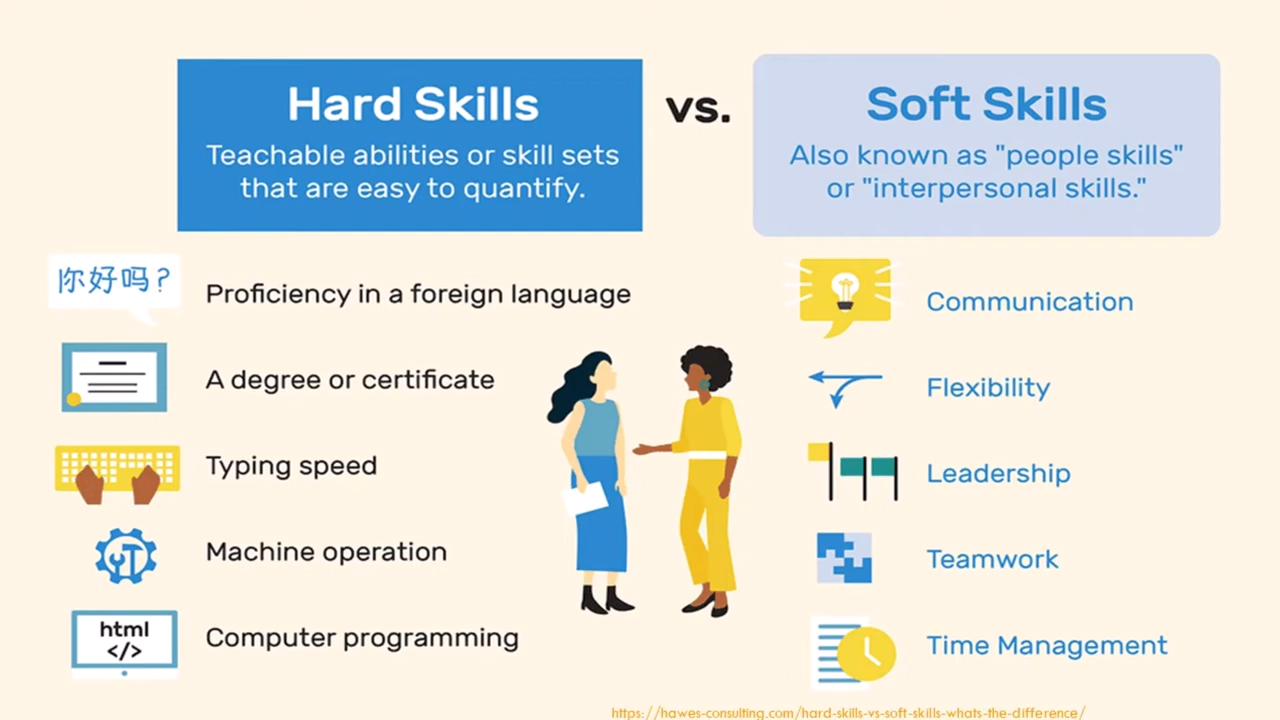 Hard Skills
Teachable abilities or skill sets
that are easy to quantify.
vs.
Soft Skills
Also known as "people skills"
or "interpersonal skills."
你好吗?
Proficiency in a foreign language
A degree or certificate
Typing speed
Machine operation
html
</>
Computer programming
Communication
Flexibility
Leadership
Teamwork
Time Management
https://hawes-consulting.com/hard-skills-vs-soft-skills-whats-the-difference/